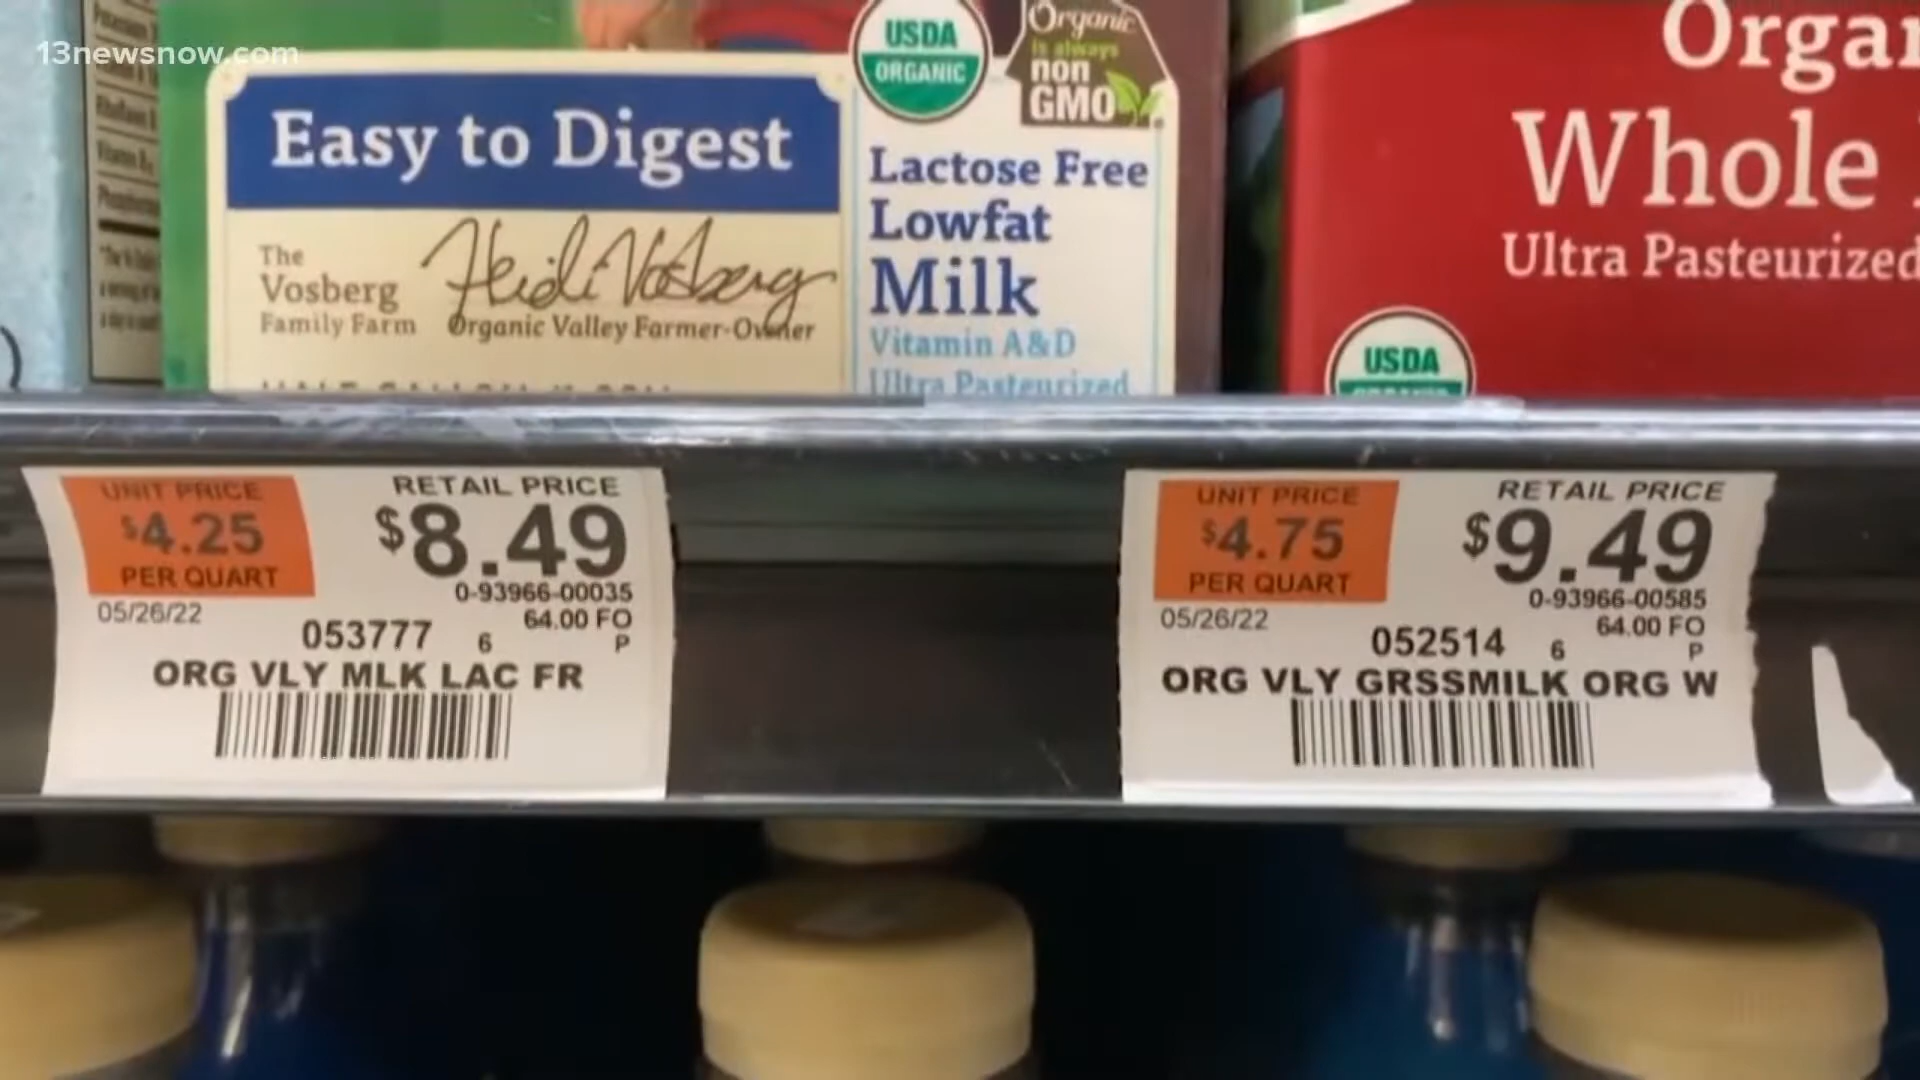 13newsnow.com
Easy to Digest
The
Vosberg
Family Farm
Heidi Vosberg
Organic Valley Farmer-Owner
USDA
ORGANIC
Organic
is always
non
GMO
Lactose Free
Lowfat
Milk
Vitamin A&D
Ultra Pasteurized
Whole
Ultra Pasteurized
USDA
ORGANIC
UNIT PRICE
$4.25
PER QUART
05/26/22
RETAIL PRICE
$8.49
0-93966-00035
64.00 FO
053777 6 P
ORG VLY MLK LAC FR
UNIT PRICE
$4.75
PER QUART
05/26/22
RETAIL PRICE
$9.49
0-93966-00585
64.00 FO
052514 6 P
ORG VLY GRSSMILK ORG W